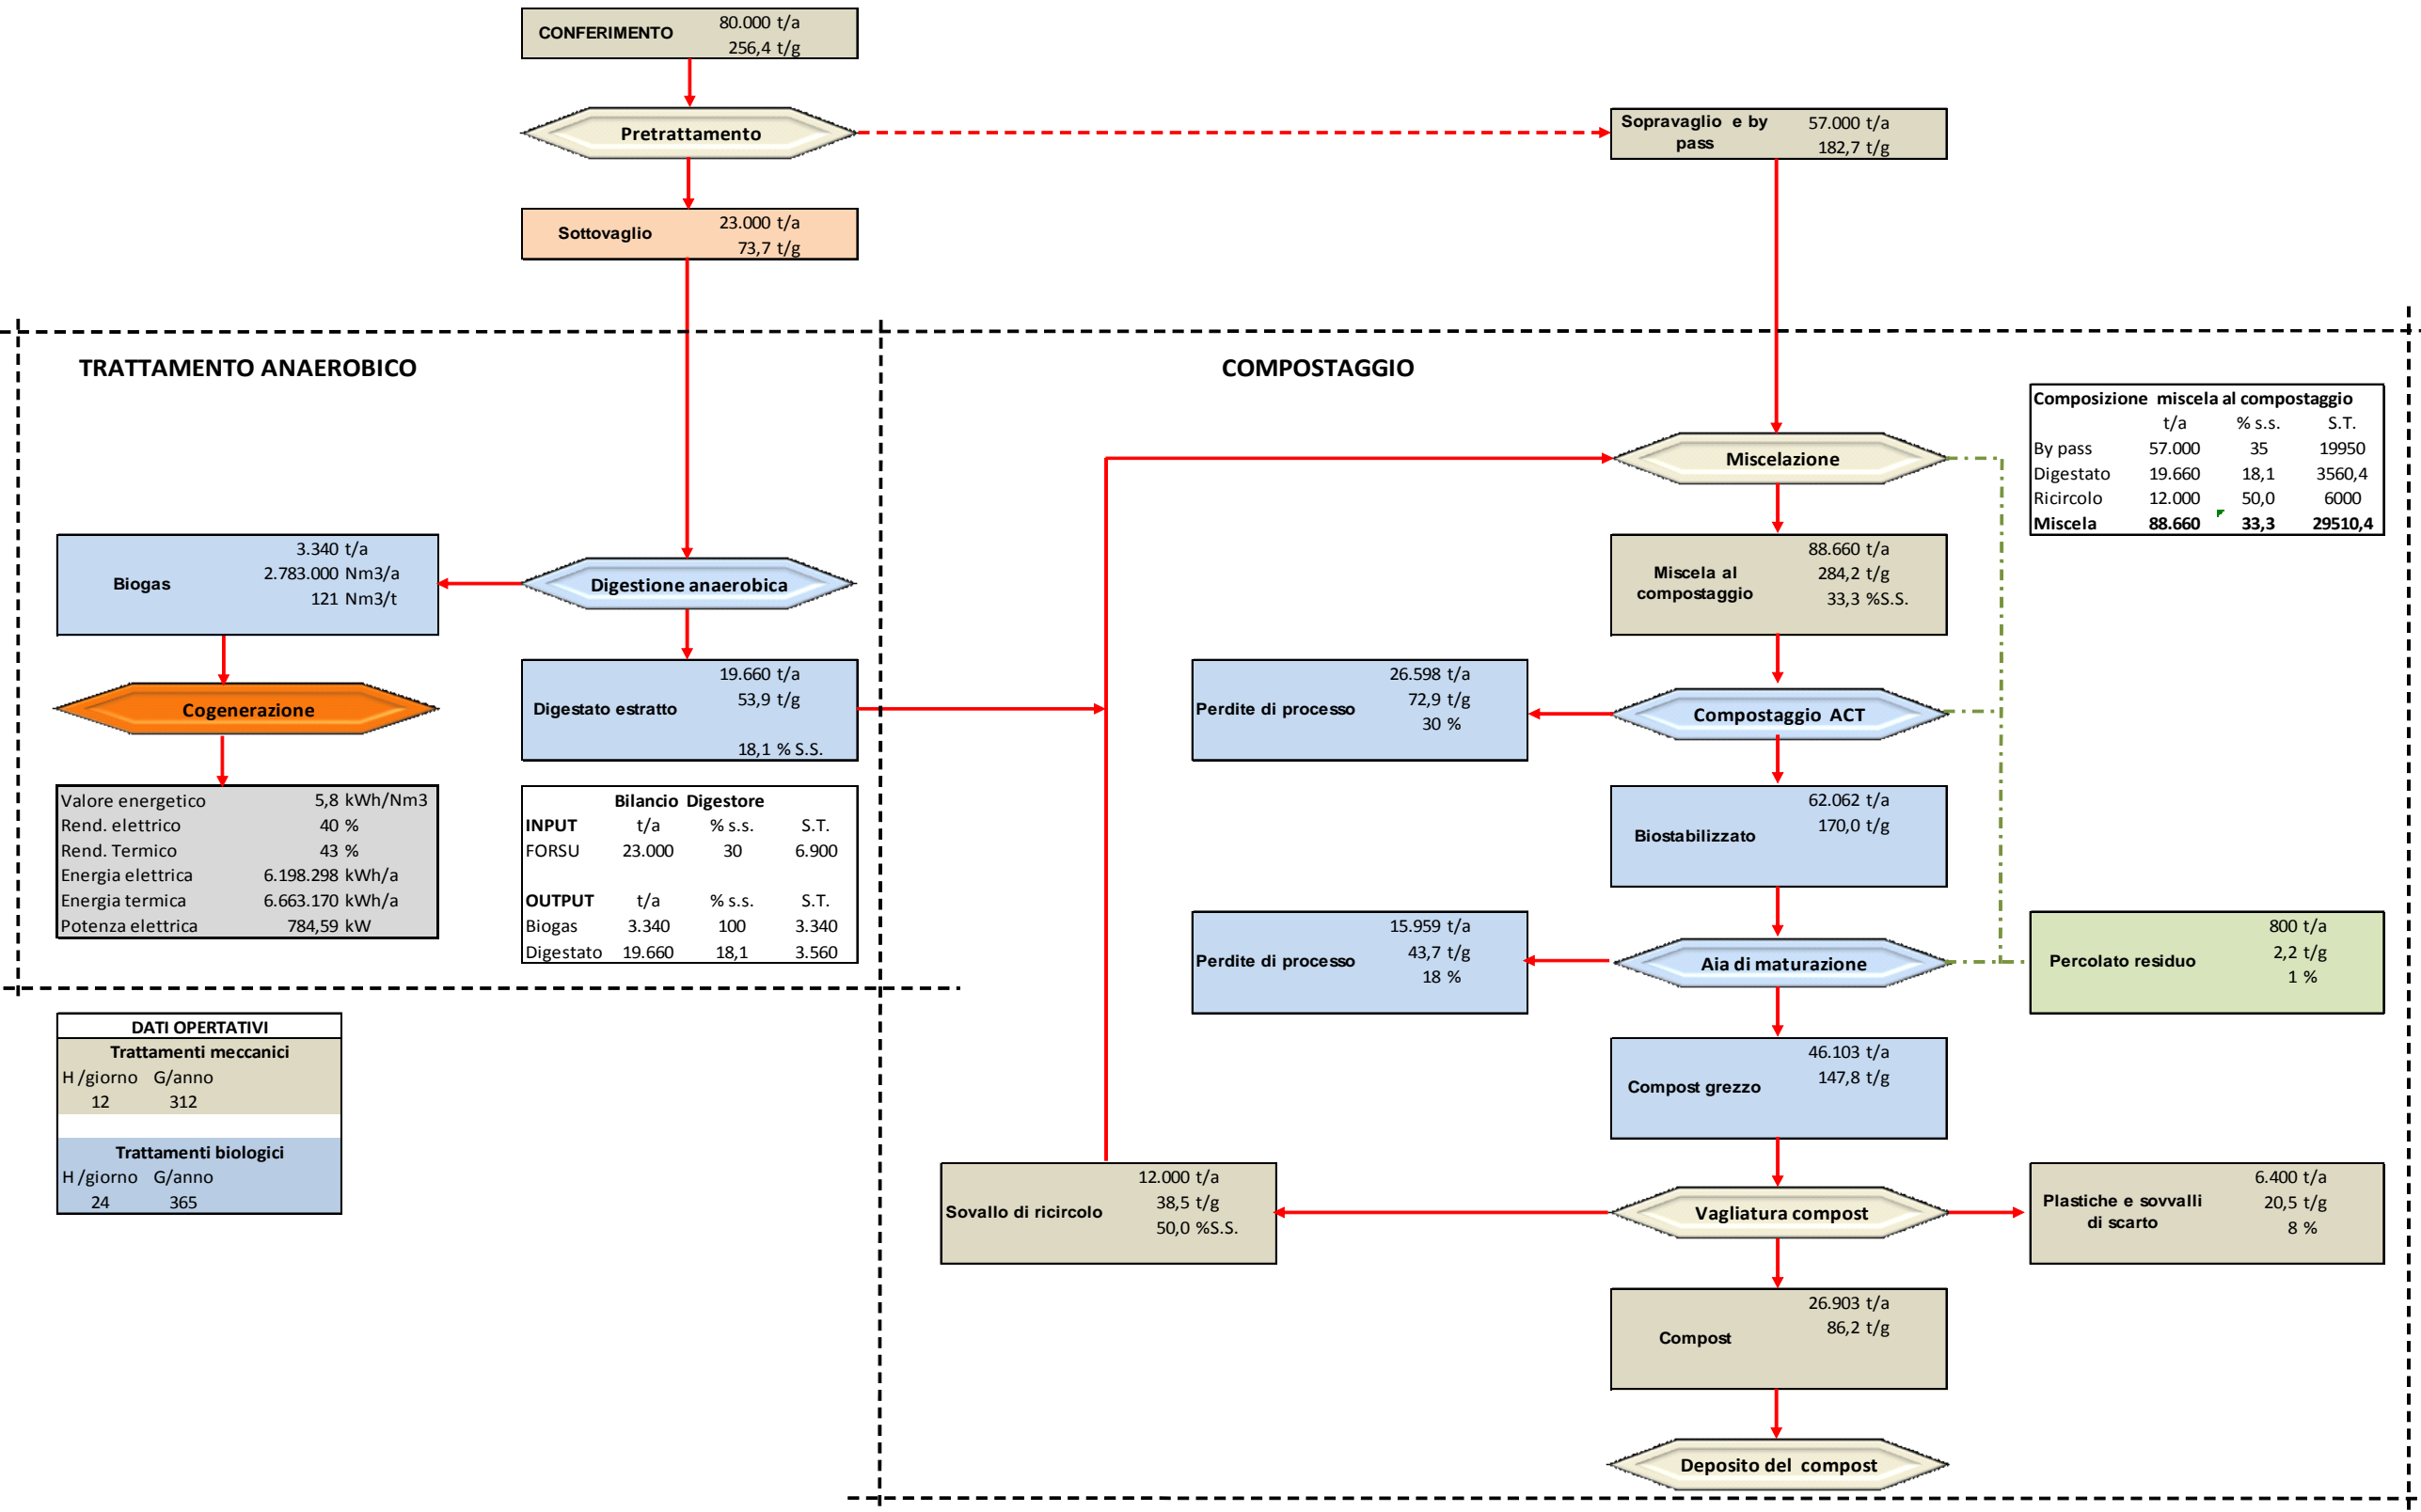 CONFERIMENTO 80.000 t/a
256,4 t/g
Pretrattamento
Sopravaglio e by pass 57.000 t/a
182,7 t/g
Sottovaglio 23.000 t/a
73,7 t/g
TRATTAMENTO ANAEROBICO
Biogas 3.340 t/a
2.783.000 Nm3/a
121 Nm3/t
Digestione anaerobica
Cogenerazione
Digestato estratto 19.660 t/a
53,9 t/g
18,1 % S.S.
Valore energetico 5,8 kWh/Nm3
Rend. elettrico 40 %
Rend. Termico 43 %
Energia elettrica 6.198.298 kWh/a
Energia termica 6.663.170 kWh/a
Potenza elettrica 784,59 kW
Bilancio Digestore
INPUT t/a % s.s. S.T.
FORSU 23.000 30 6.900
OUTPUT t/a % s.s. S.T.
Biogas 3.340 100 3.340
Digestato 19.660 18,1 3.560
DATI OPERTATIVI
Trattamenti meccanici
H /giorno G/anno
12 312
Trattamenti biologici
H /giorno G/anno
24 365
COMPOSTAGGIO
Composizione miscela al compostaggio
t/a % s.s. S.T.
By pass 57.000 35 19950
Digestato 19.660 18,1 3560,4
Ricircolo 12.000 50,0 6000
Miscela 88.660 33,3 29510,4
Miscelazione
Miscela al compostaggio 88.660 t/a
284,2 t/g
33,3 %S.S.
Perdite di processo 26.598 t/a
72,9 t/g
30 %
Compostaggio ACT
Biostabilizzato 62.062 t/a
170,0 t/g
Perdite di processo 15.959 t/a
43,7 t/g
18 %
Aia di maturazione
Percolato residuo 800 t/a
2,2 t/g
1 %
Compost grezzo 46.103 t/a
147,8 t/g
Sovallo di ricircolo 12.000 t/a
38,5 t/g
50,0 %S.S.
Vagliatura compost
Plastiche e sovvalli di scarto 6.400 t/a
20,5 t/g
8 %
Compost 26.903 t/a
86,2 t/g
Deposito del compost